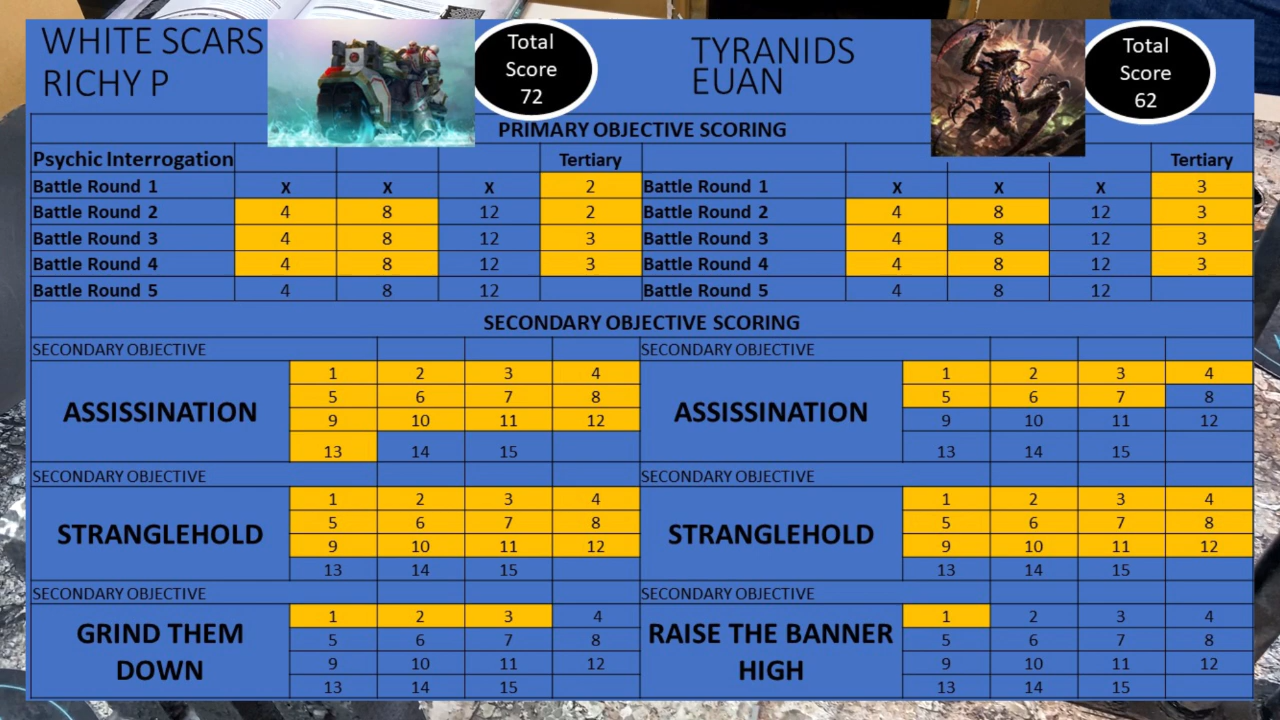 WHITE SCARS
RICHY P
Total
Score
72
TYRANIDS
EUAN
Total
Score
62
PRIMARY OBJECTIVE SCORING
Psychic Interrogation Tertiary Tertiary
Battle Round 1 x x x 2 Battle Round 1 x x x 3
Battle Round 2 4 8 12 2 Battle Round 2 4 8 12 3
Battle Round 3 4 8 12 3 Battle Round 3 4 8 12 3
Battle Round 4 4 8 12 3 Battle Round 4 4 8 12 3
Battle Round 5 4 8 12 Battle Round 5 4 8 12
SECONDARY OBJECTIVE SCORING
SECONDARY OBJECTIVE SECONDARY OBJECTIVE
ASSISSINATION
1 2 3 4
5 6 7 8
9 10 11 12
13 14 15
ASSISSINATION
1 2 3 4
5 6 7 8
9 10 11 12
13 14 15
SECONDARY OBJECTIVE SECONDARY OBJECTIVE
STRANGLEHOLD
1 2 3 4
5 6 7 8
9 10 11 12
13 14 15
STRANGLEHOLD
1 2 3 4
5 6 7 8
9 10 11 12
13 14 15
SECONDARY OBJECTIVE SECONDARY OBJECTIVE
GRIND THEM
DOWN
1 2 3 4
5 6 7 8
9 10 11 12
13 14 15
RAISE THE BANNER
HIGH
1 2 3 4
5 6 7 8
9 10 11 12
13 14 15